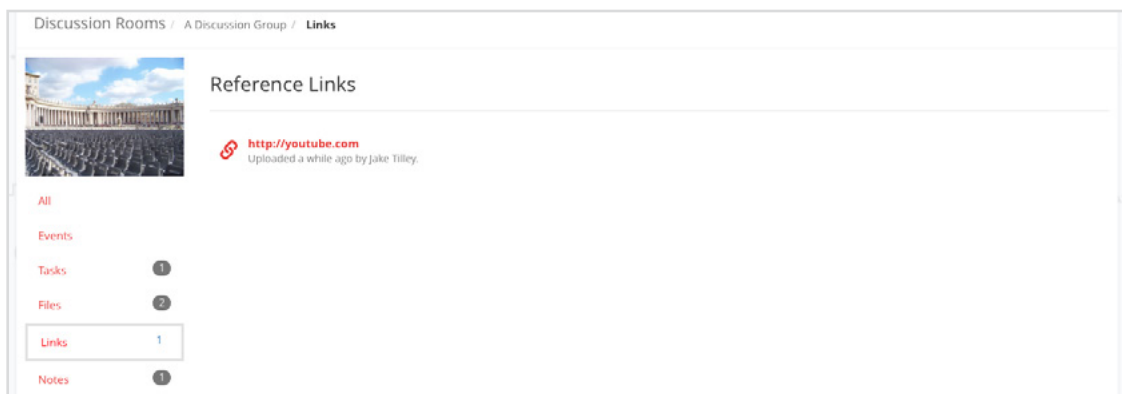 Discussion Rooms / A Discussion Group / Links
Reference Links
http://youtube.com
Uploaded a while ago by Jake Tilley.
All
Events
Tasks 1
Files 2
Links 1
Notes 1